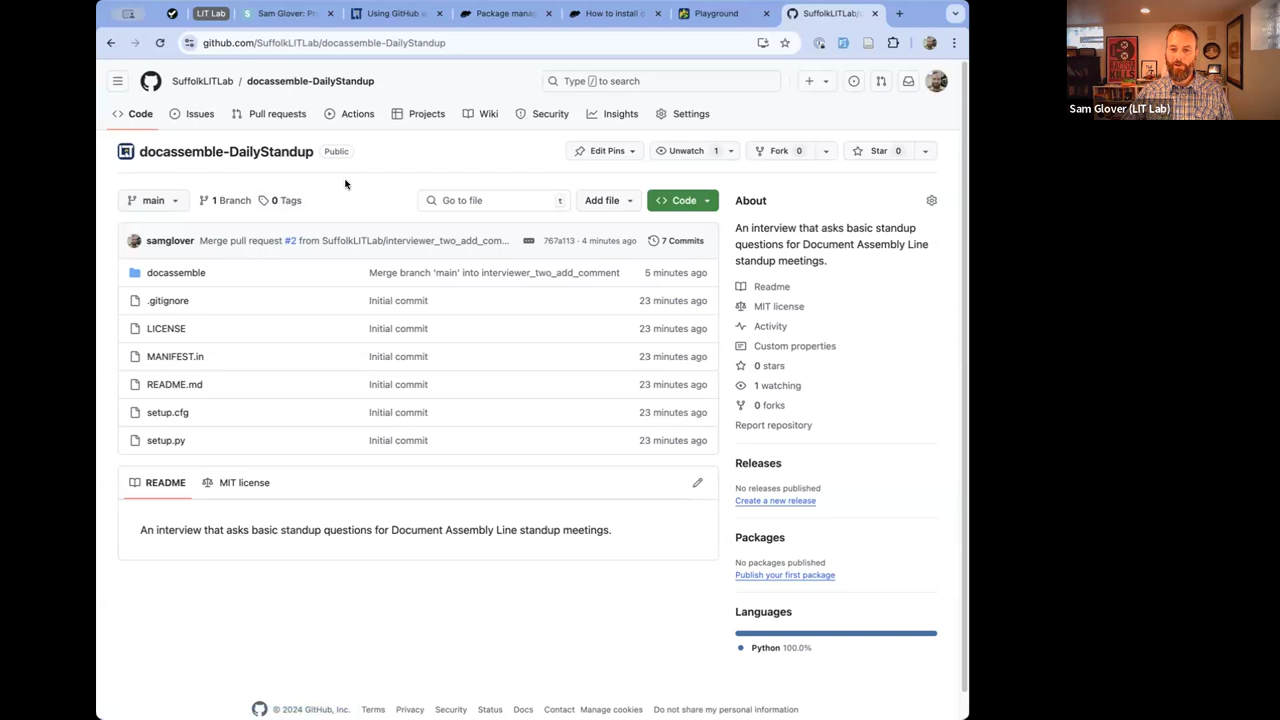 LIT Lab
Sam Glover: Pr
Using GitHub w
Package mana
How to install
Playground
SuffolkLITLab/
github.com/SuffolkLITLab/docassemble-DailyStandup
SuffolkLITLab / docassemble-DailyStandup
Type / to search
Code
Issues
Pull requests
Actions
Projects
Wiki
Security
Insights
Settings
docassemble-DailyStandup Public
Edit Pins
Unwatch 1
Fork 0
Star 0
main
1 Branch
0 Tags
Go to file t
Add file
Code
samglover Merge pull request #2 from SuffolkLITLab/interviewer_two_add_com... 767a113 · 4 minutes ago 7 Commits
docassemble Merge branch 'main' into interviewer_two_add_comment 5 minutes ago
.gitignore Initial commit 23 minutes ago
LICENSE Initial commit 23 minutes ago
MANIFEST.in Initial commit 23 minutes ago
README.md Initial commit 23 minutes ago
setup.cfg Initial commit 23 minutes ago
setup.py Initial commit 23 minutes ago
README
MIT license
An interview that asks basic standup questions for Document Assembly Line standup meetings.
About
An interview that asks basic standup
questions for Document Assembly Line
standup meetings.
Readme
MIT license
Activity
Custom properties
0 stars
1 watching
0 forks
Report repository
Releases
No releases published
Create a new release
Packages
No packages published
Publish your first package
Languages
Python 100.0%
© 2024 GitHub, Inc. Terms Privacy Security Status Docs Contact Manage cookies Do not share my personal information
Sam Glover (LIT Lab)